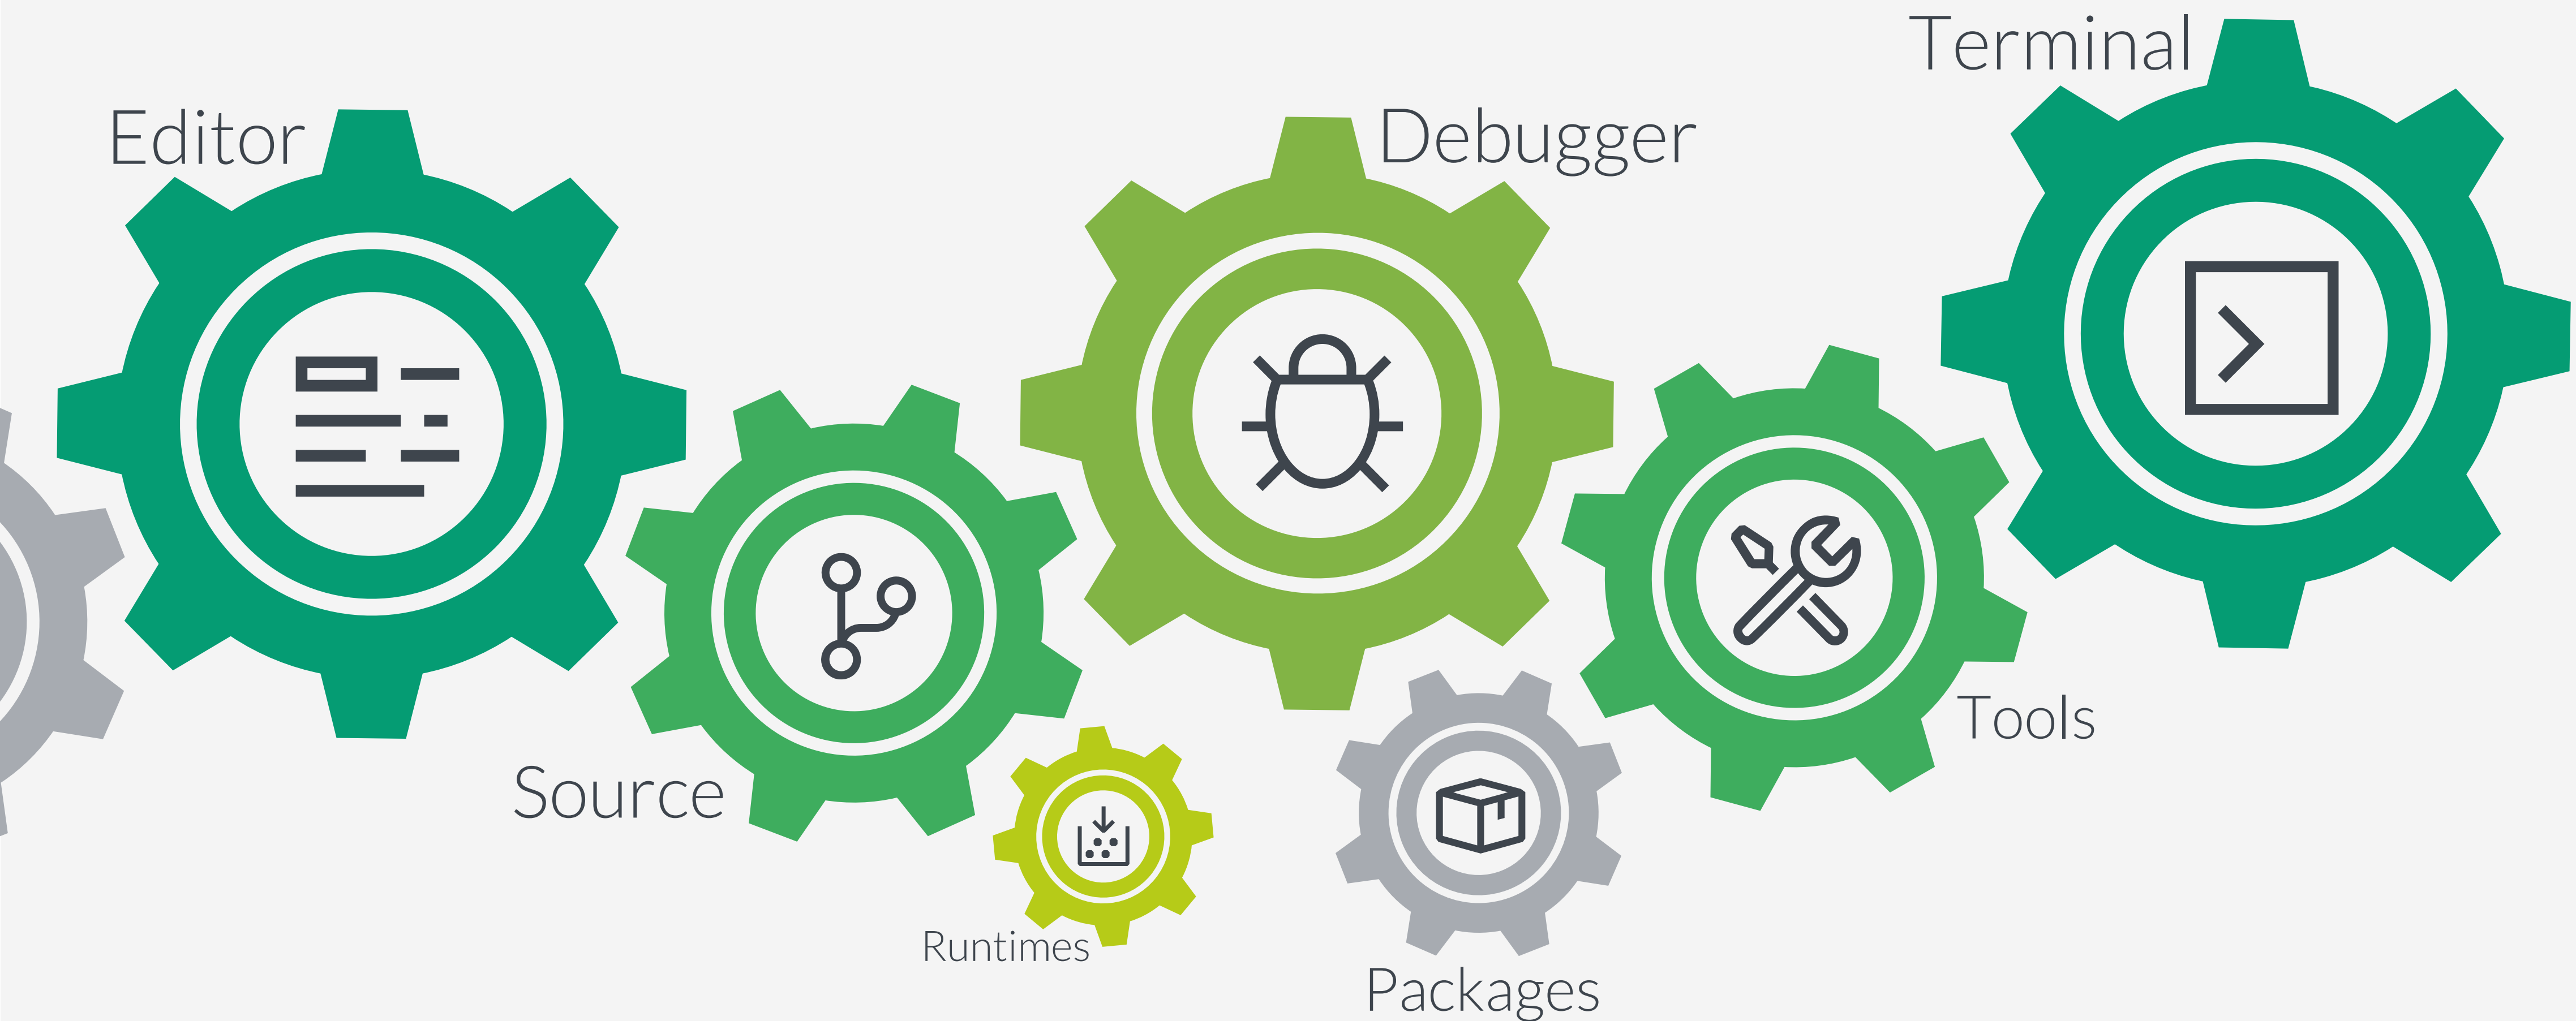 Editor
Source
Runtimes
Debugger
Packages
Tools
Terminal